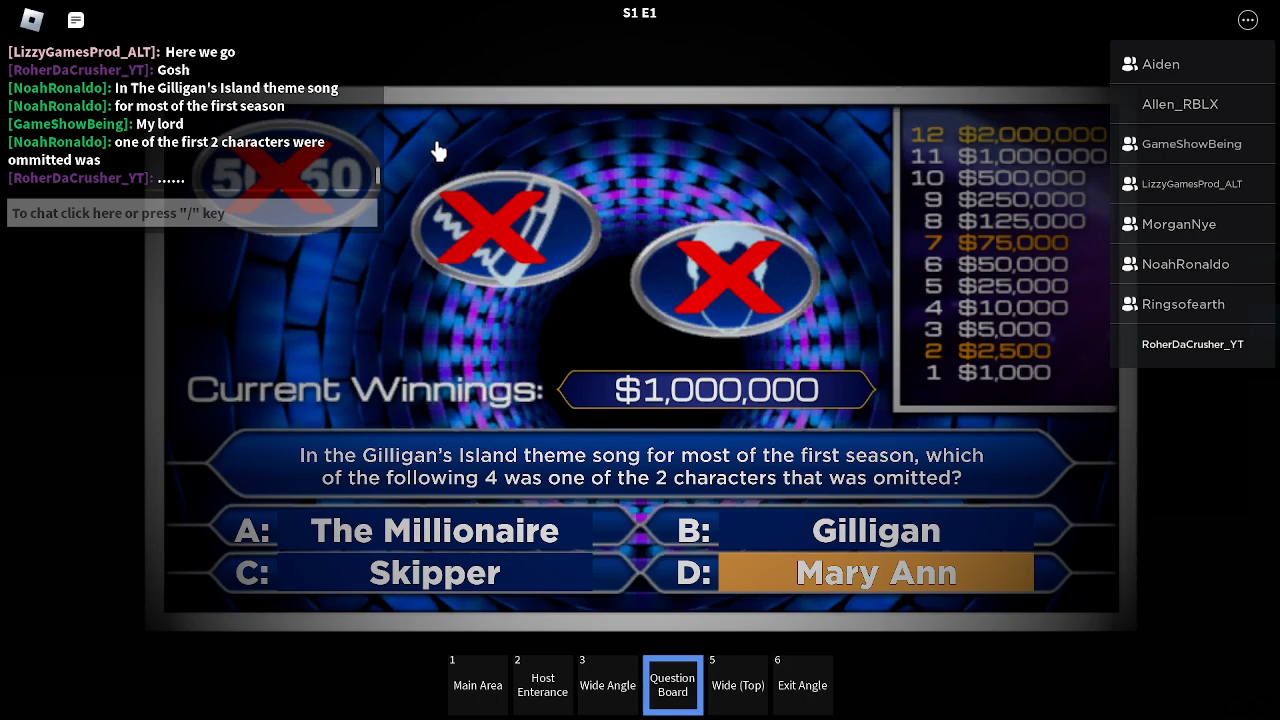 S1 E1
[LizzyGamesProd_ALT]: Here we go
[RoherDaCrusher_YT]: Gosh
[NoahRonaldo]: In The Gilligan's Island theme song
[NoahRonaldo]: for most of the first season
[GameShowBeing]: My lord
[NoahRonaldo]: one of the first 2 characters were
ommitted was
[RoherDaCrusher_YT]: ......
To chat click here or press "/" key
50 50
Aiden
Allen_RBLX
GameShowBeing
LizzyGamesProd_ALT
MorganNye
NoahRonaldo
Ringsofearth
RoherDaCrusher_YT
12 $2,000,000
11 $1,000,000
10 $500,000
9 $250,000
8 $125,000
7 $75,000
6 $50,000
5 $25,000
4 $10,000
3 $5,000
2 $2,500
1 $1,000
Current Winnings: $1,000,000
In the Gilligan's Island theme song for most of the first season, which
of the following 4 was one of the 2 characters that was omitted?
A: The Millionaire
B: Gilligan
C: Skipper
D: Mary Ann
1 Main Area
2 Host Enterance
3 Wide Angle
Question Board
5 Wide (Top)
6 Exit Angle